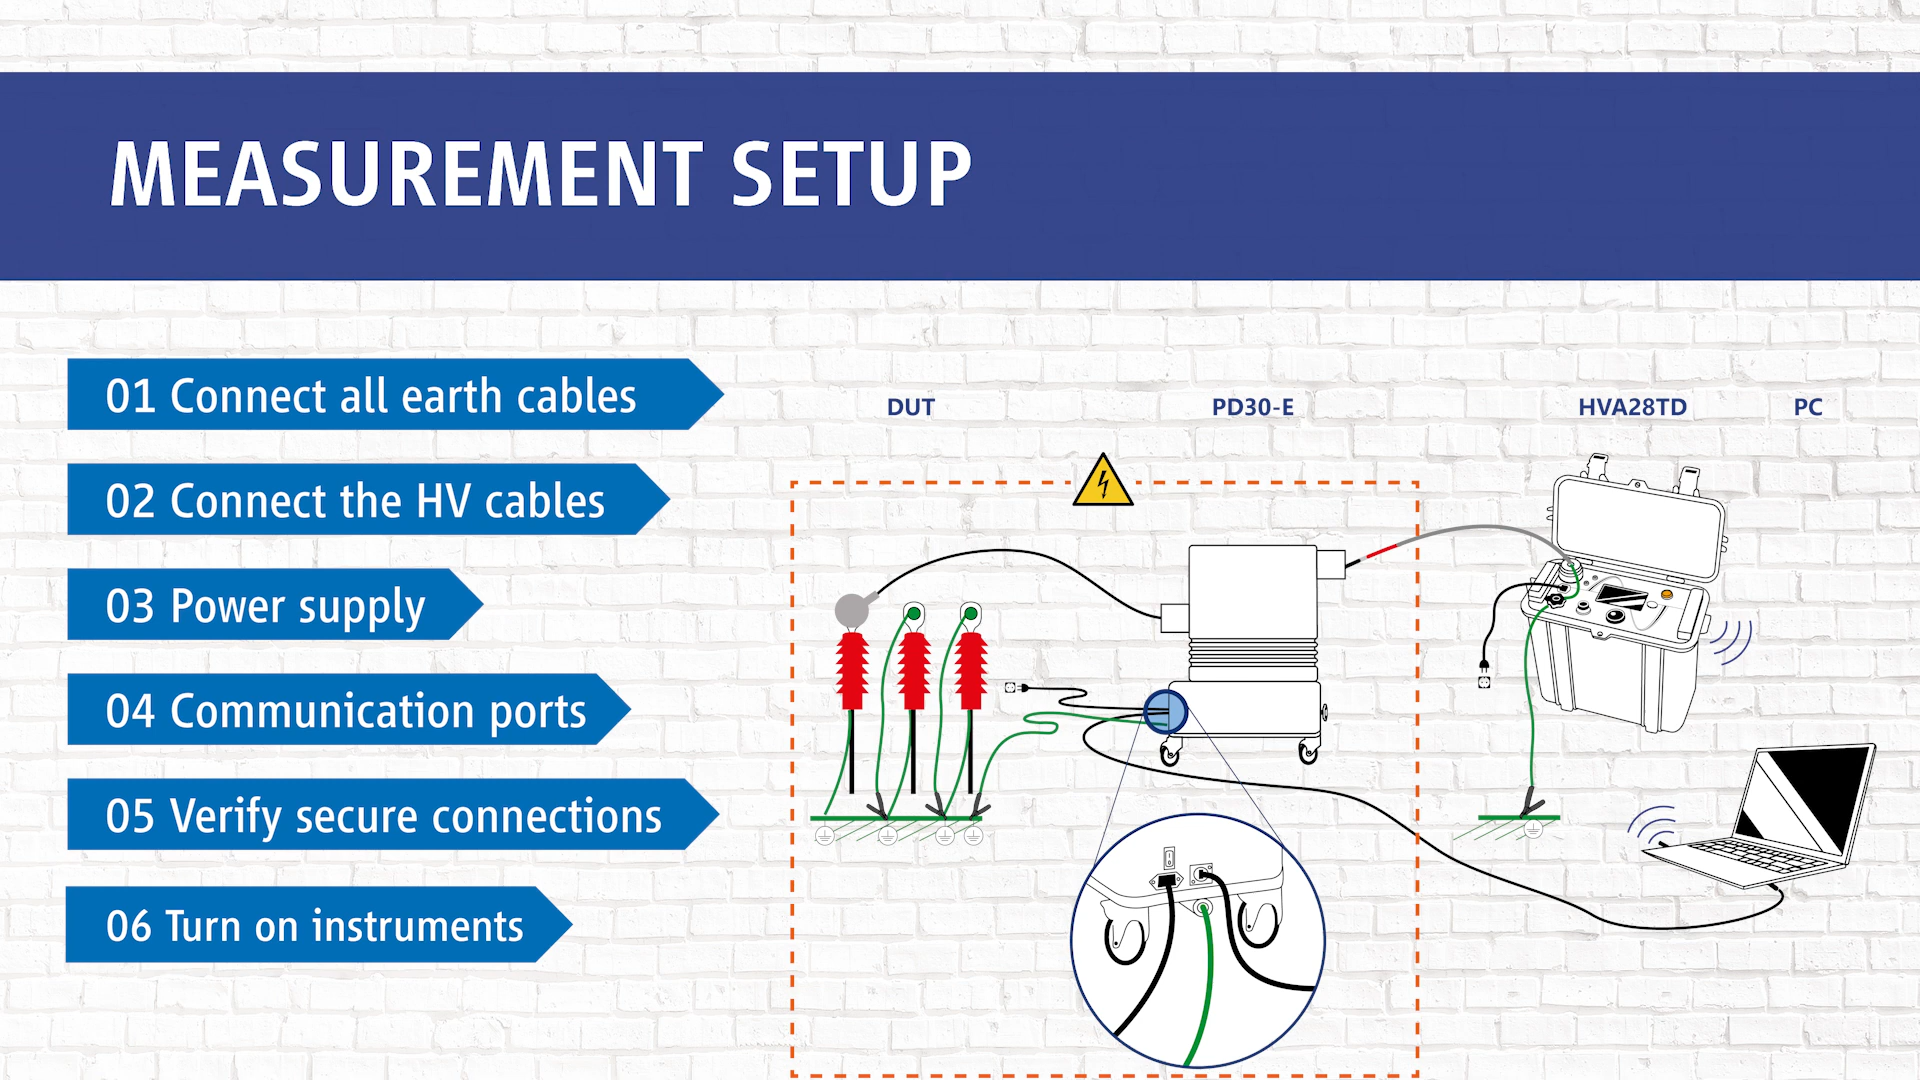 MEASUREMENT SETUP
01 Connect all earth cables
02 Connect the HV cables
03 Power supply
04 Communication ports
05 Verify secure connections
06 Turn on instruments
DUT
PD30-E
HVA28TD
PC